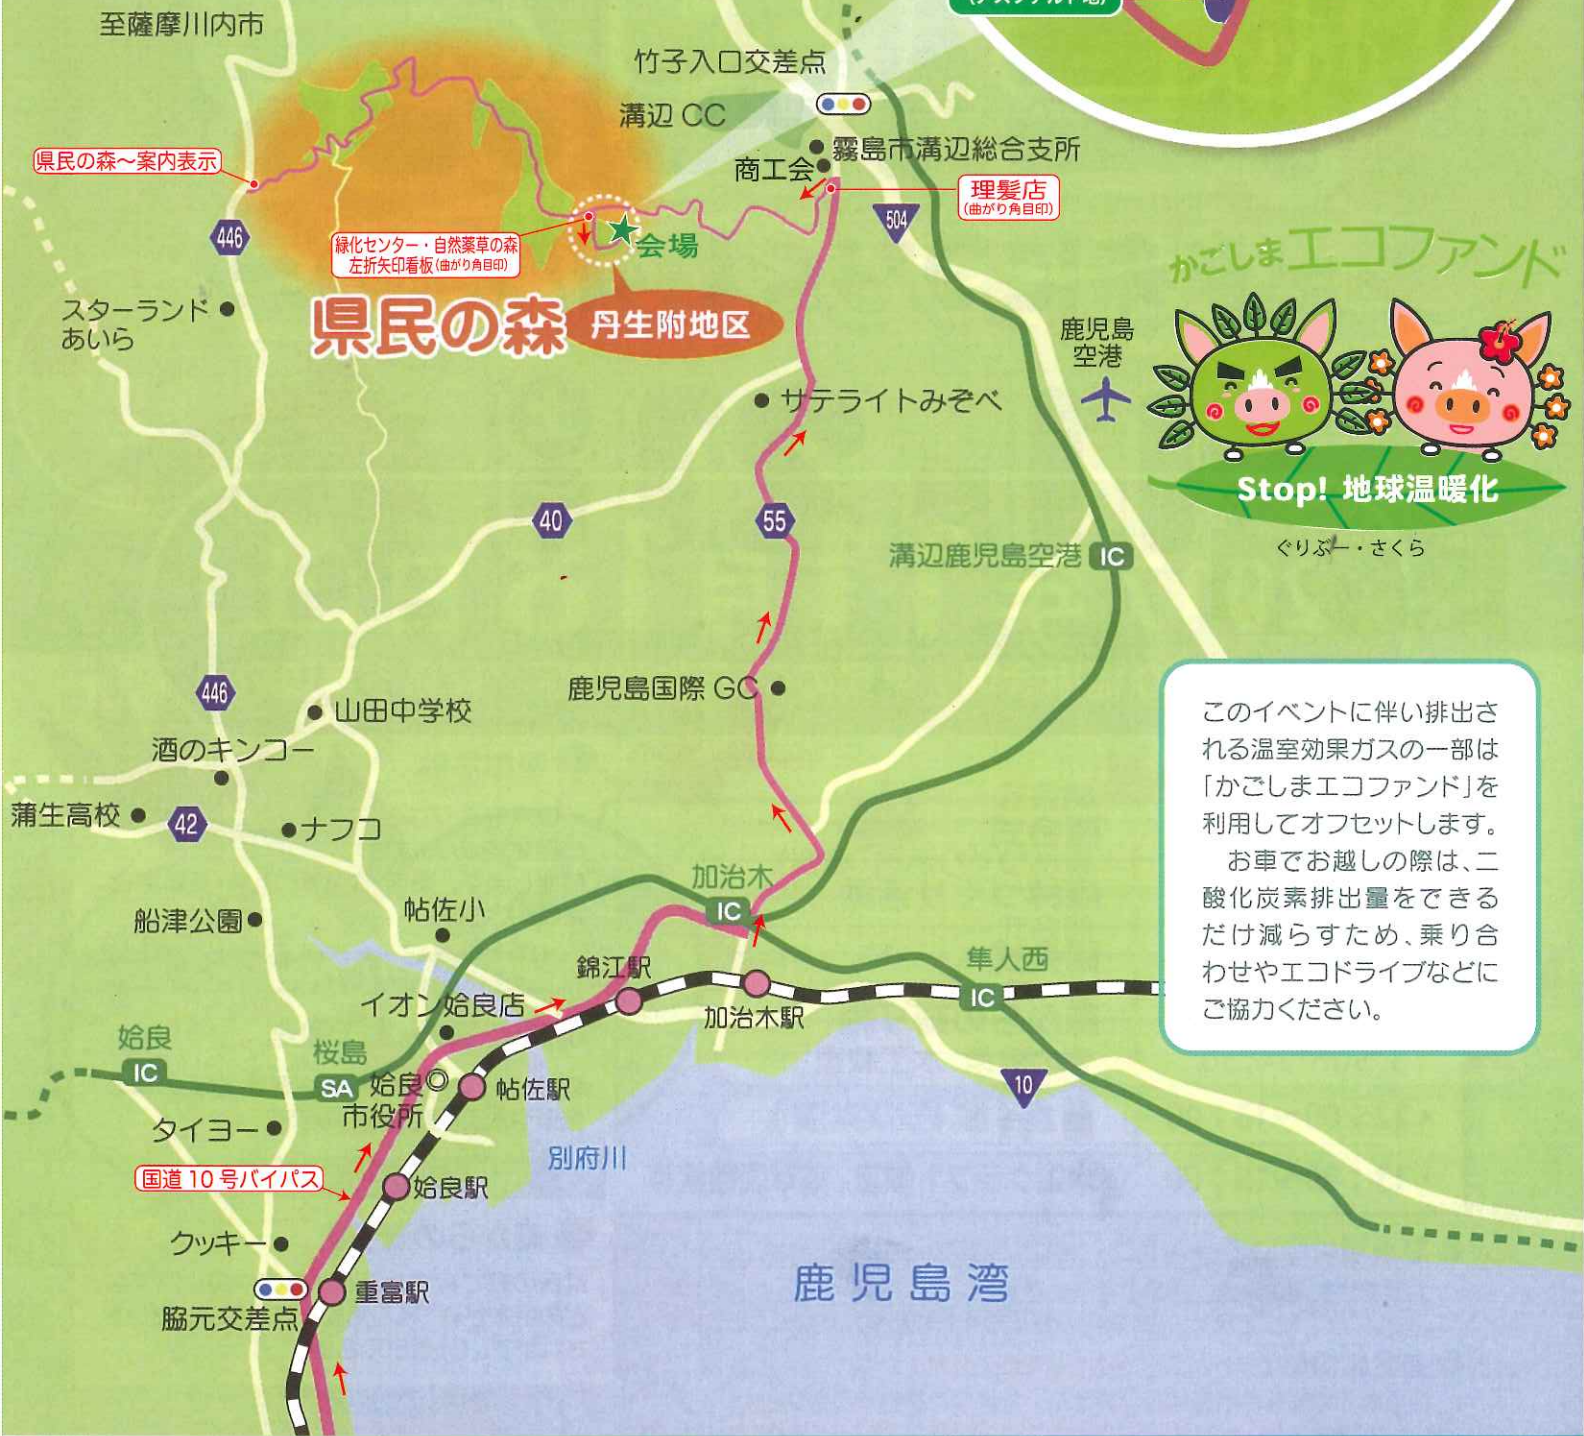 至薩摩川内市
竹子入口交差点
溝辺 CC
霧島市溝辺総合支所
商工会
県民の森～案内表示
理髪店
(曲がり角目印)
446
504
緑化センター・自然薬草の森
左折矢印看板(曲がり角目印)
会場
かごしまエコファンド
スターランド
あいら
県民の森
丹生附地区
鹿児島
空港
サテライトみぞべ
Stop! 地球温暖化
ぐりぶー・さくら
40
55
溝辺鹿児島空港 IC
鹿児島国際 GC
446
山田中学校
酒のキンコー
蒲生高校
42
ナフコ
このイベントに伴い排出さ
れる温室効果ガスの一部は
「かごしまエコファンド」を
利用してオフセットします。
お車でお越しの際は、二
酸化炭素排出量をできる
だけ減らすため、乗り合
わせやエコドライブなどに
ご協力ください。
加治木
IC
船津公園
帖佐小
錦江駅
隼人西
IC
イオン姶良店
加治木駅
姶良
IC
桜島
SA
姶良
市役所
帖佐駅
10
タイヨー
別府川
国道 10 号バイパス
姶良駅
クッキー
重富駅
脇元交差点
鹿児島湾